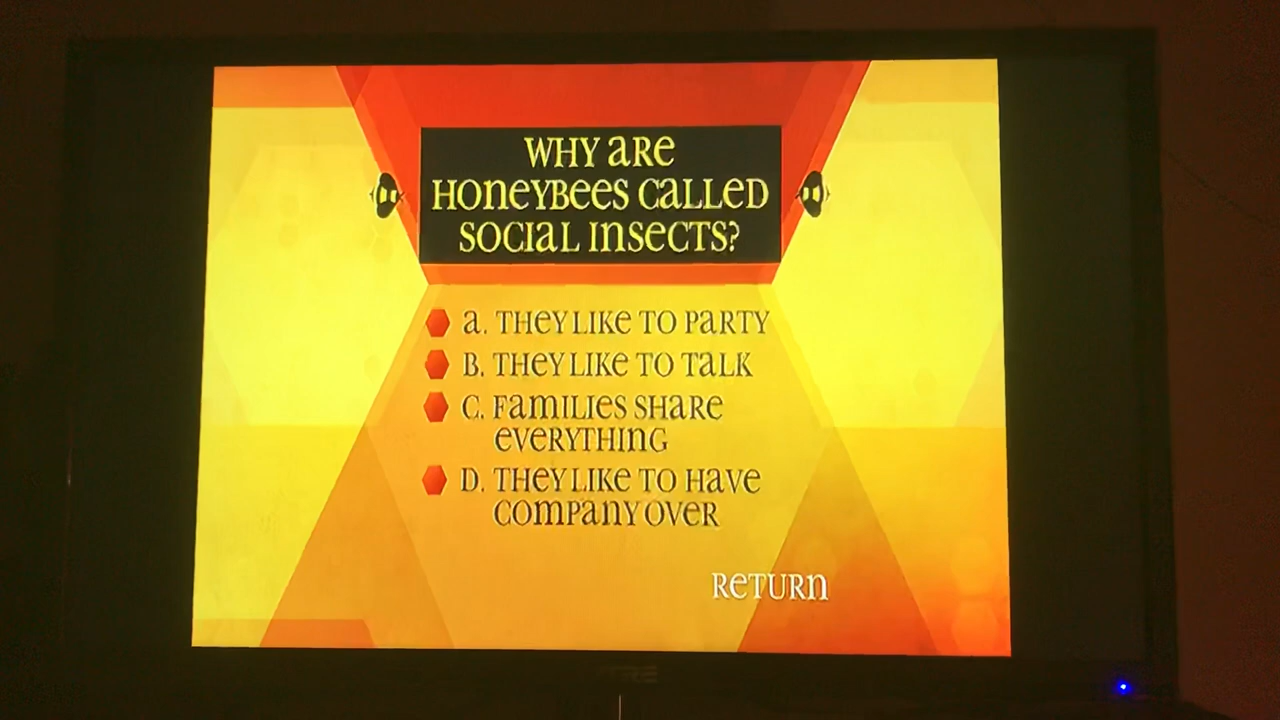 WHY are
HoneyBees Called
SOCIAL Insects?
a. They like to party
B. They like to talk
C. Families share
everything
D. They like to have
company over
Return